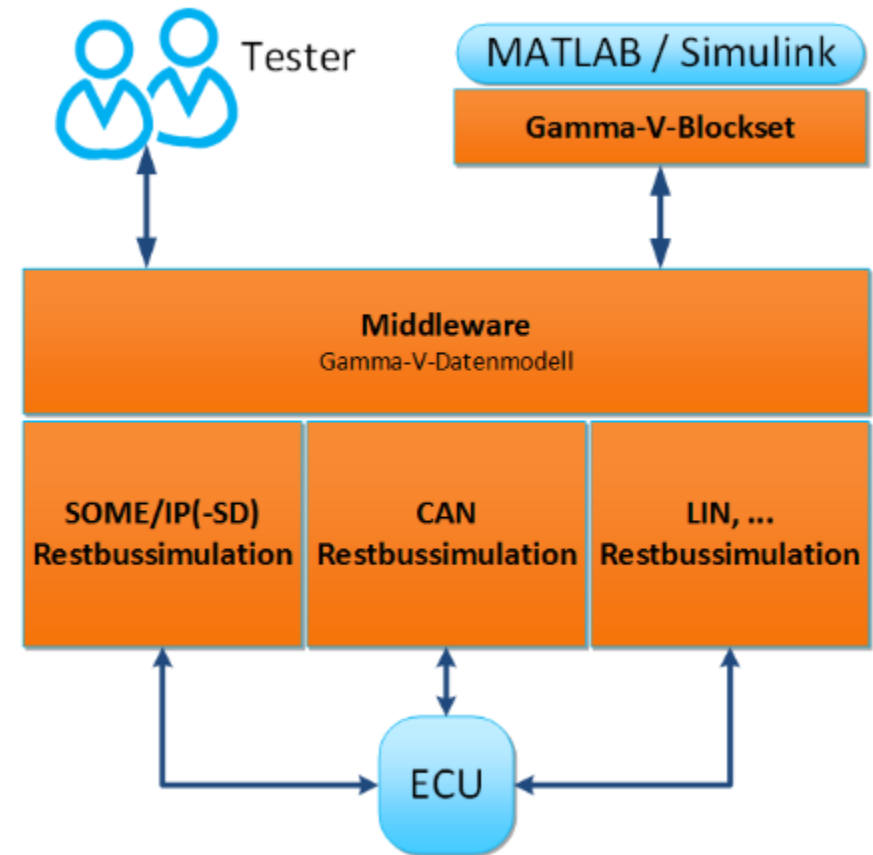 Tester
MATLAB / Simulink
Gamma-V-Blockset
Middleware
Gamma-V-Datenmodell
SOME/IP(-SD)
Restbussimulation
CAN
Restbussimulation
LIN, ...
Restbussimulation
ECU